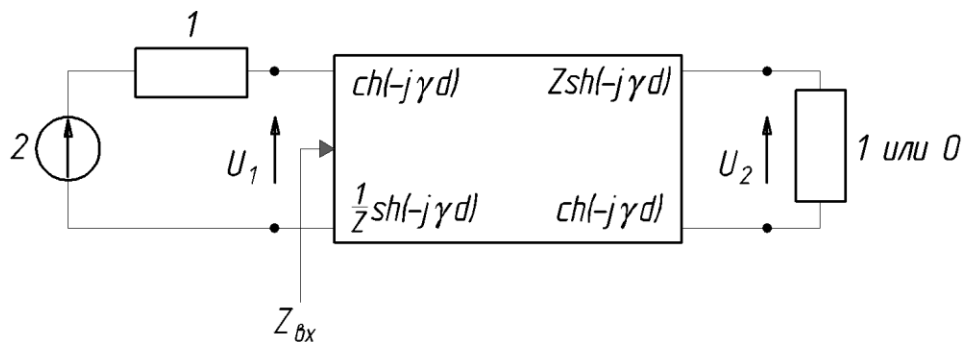 1
ch(-jγd) Zsh(-jγd)
2 U₁ U₂ 1 или 0
1/Z sh(-jγd) ch(-jγd)
Zвх